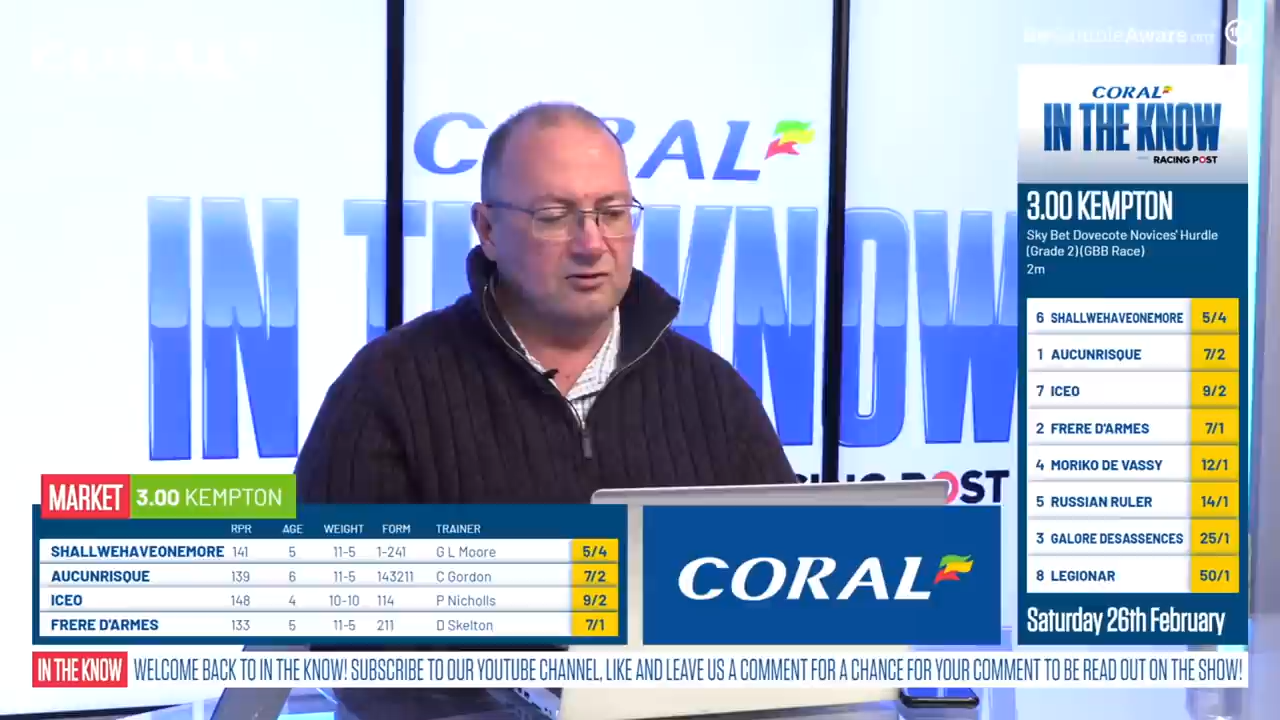 BeGambleAware.org 18
CORAL
IN THE KNOW
RACING POST
CORAL
IN THE KNOW
RACING POST
3.00 KEMPTON
Sky Bet Dovecote Novices' Hurdle
(Grade 2)(GBB Race)
2m
6 SHALLWEHAVEONEMORE 5/4
1 AUCUNRISQUE 7/2
7 ICEO 9/2
2 FRERE D'ARMES 7/1
4 MORIKO DE VASSY 12/1
5 RUSSIAN RULER 14/1
3 GALORE DESASSENCES 25/1
8 LEGIONAR 50/1
Saturday 26th February
MARKET 3.00 KEMPTON
RPR AGE WEIGHT FORM TRAINER
SHALLWEHAVEONEMORE 141 5 11-5 1-241 G L Moore 5/4
AUCUNRISQUE 139 6 11-5 143211 C Gordon 7/2
ICEO 148 4 10-10 114 P Nicholls 9/2
FRERE D'ARMES 133 5 11-5 211 D Skelton 7/1
CORAL
IN THE KNOW WELCOME BACK TO IN THE KNOW! SUBSCRIBE TO OUR YOUTUBE CHANNEL, LIKE AND LEAVE US A COMMENT FOR A CHANCE FOR YOUR COMMENT TO BE READ OUT ON THE SHOW!